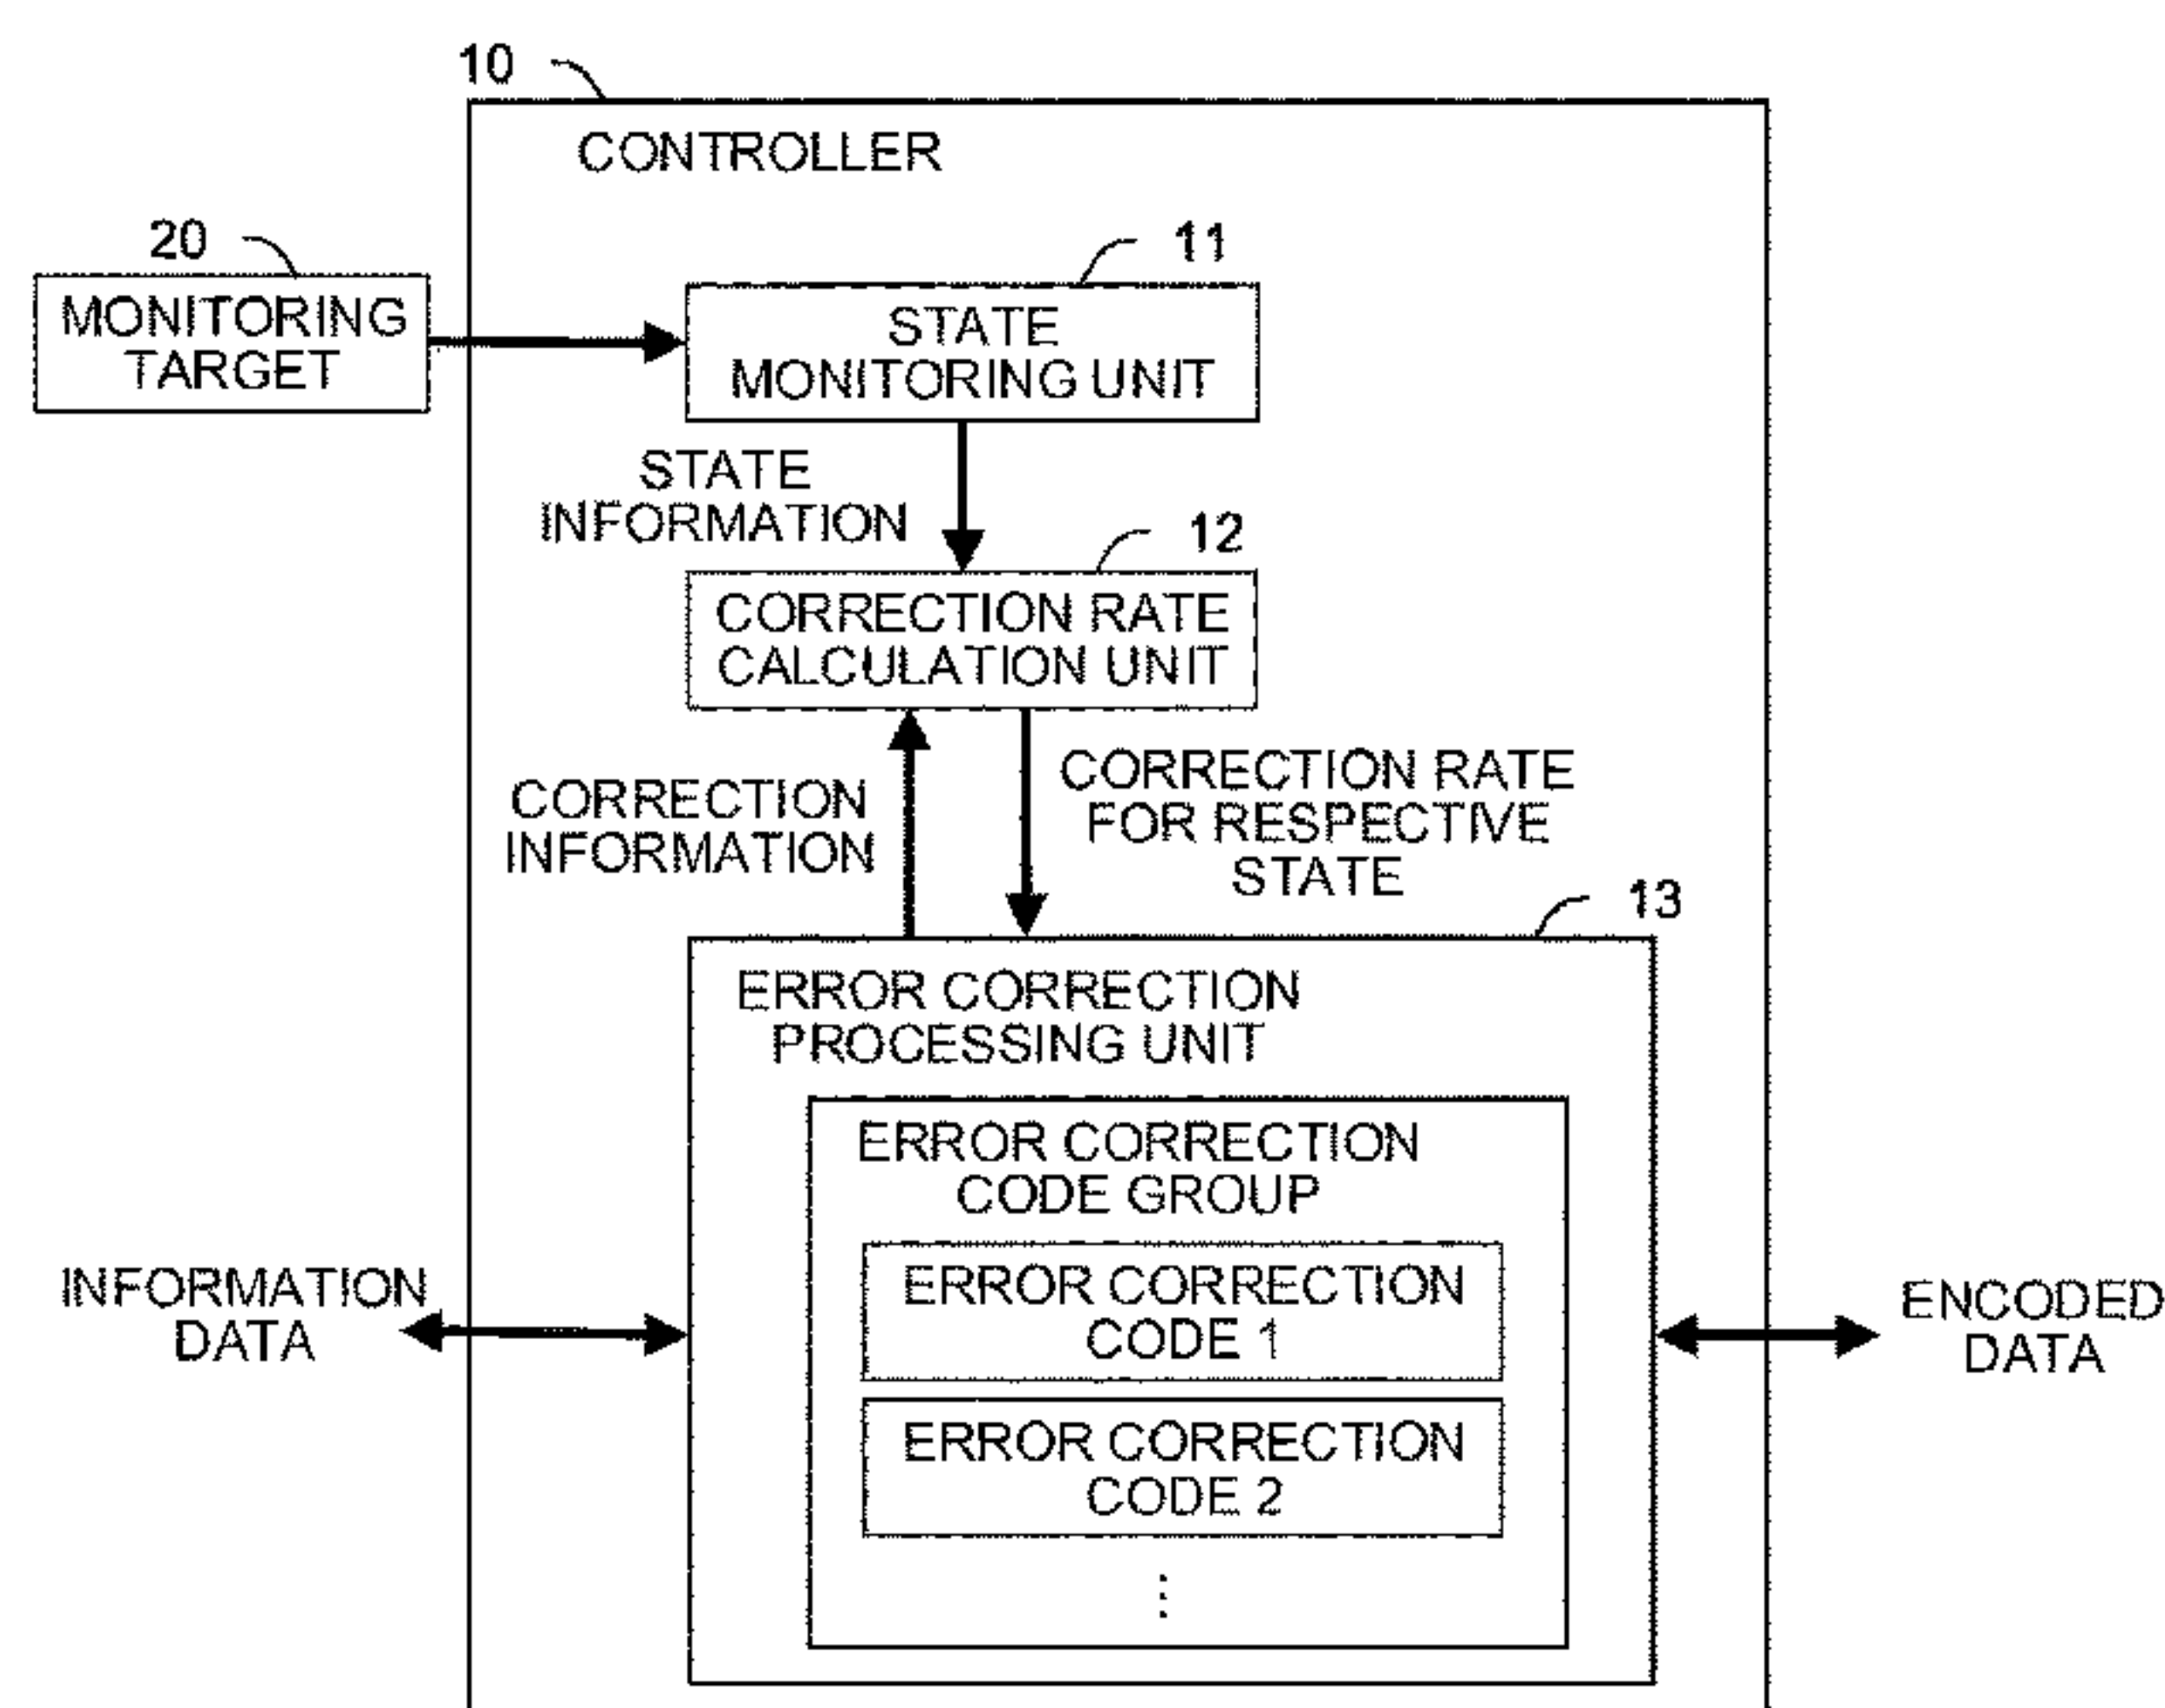 10
CONTROLLER
20
11
MONITORING
TARGET
STATE
MONITORING UNIT
STATE
INFORMATION
12
CORRECTION RATE
CALCULATION UNIT
CORRECTION
INFORMATION
CORRECTION RATE
FOR RESPECTIVE
STATE
13
ERROR CORRECTION
PROCESSING UNIT
ERROR CORRECTION
CODE GROUP
ERROR CORRECTION
CODE 1
INFORMATION
DATA
ENCODED
DATA
ERROR CORRECTION
CODE 2
⋮